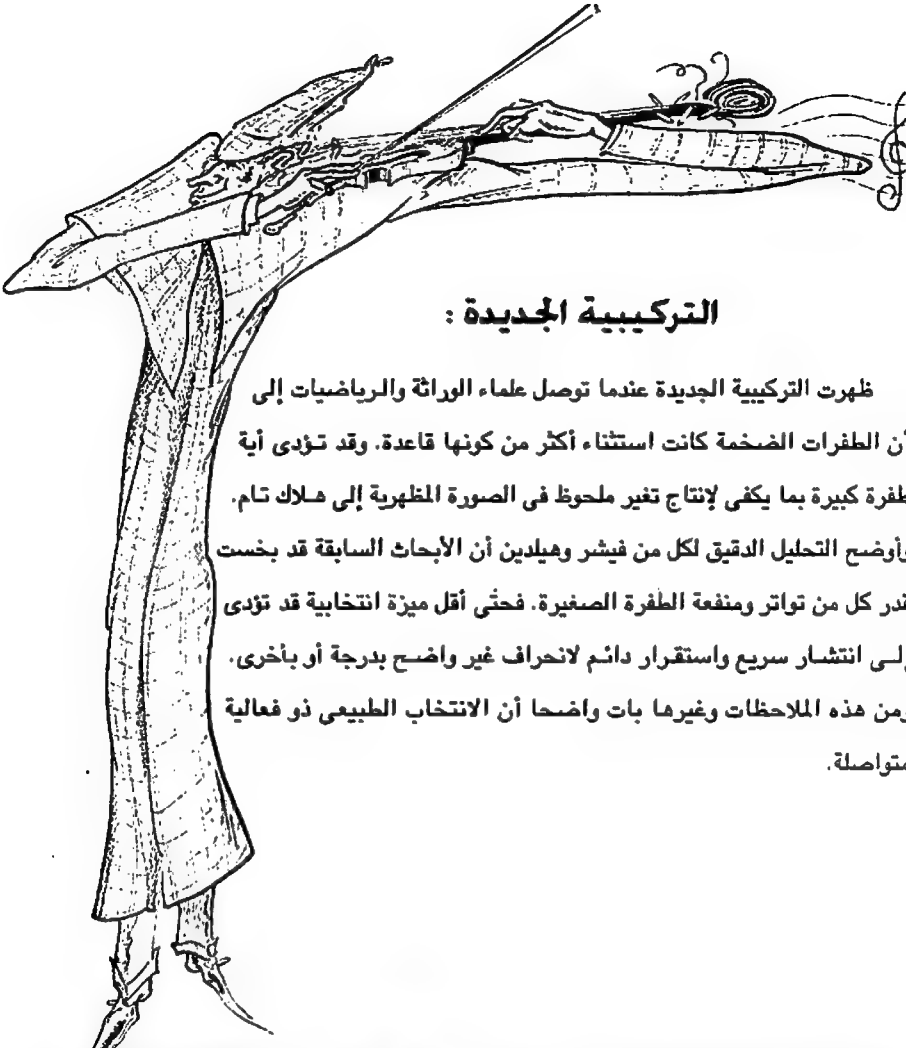 التركيبية الجديدة :
ظهرت التركيبية الجديدة عندما توصل علماء الوراثة والرياضيات إلى
أن الطفرات الضخمة كانت استثناء أكثر من كونها قاعدة. وقد تؤدى أية
طفرة كبيرة بما يكفى لإنتاج تغير ملحوظ فى الصورة المظهرية إلى هلاك تام.
وأوضح التحليل الدقيق لكل من فيشر وهيلدين أن الأبحاث السابقة قد بخست
قدر كل من تواتر ومنفعة الطفرة الصغيرة. فحتى أقل ميزة انتخابية قد تؤدى
إلى انتشار سريع واستقرار دائم لانحراف غير واضح بدرجة أو بأخرى.
ومن هذه الملاحظات وغيرها بات واضحا أن الانتخاب الطبيعى ذو فعالية
متواصلة.